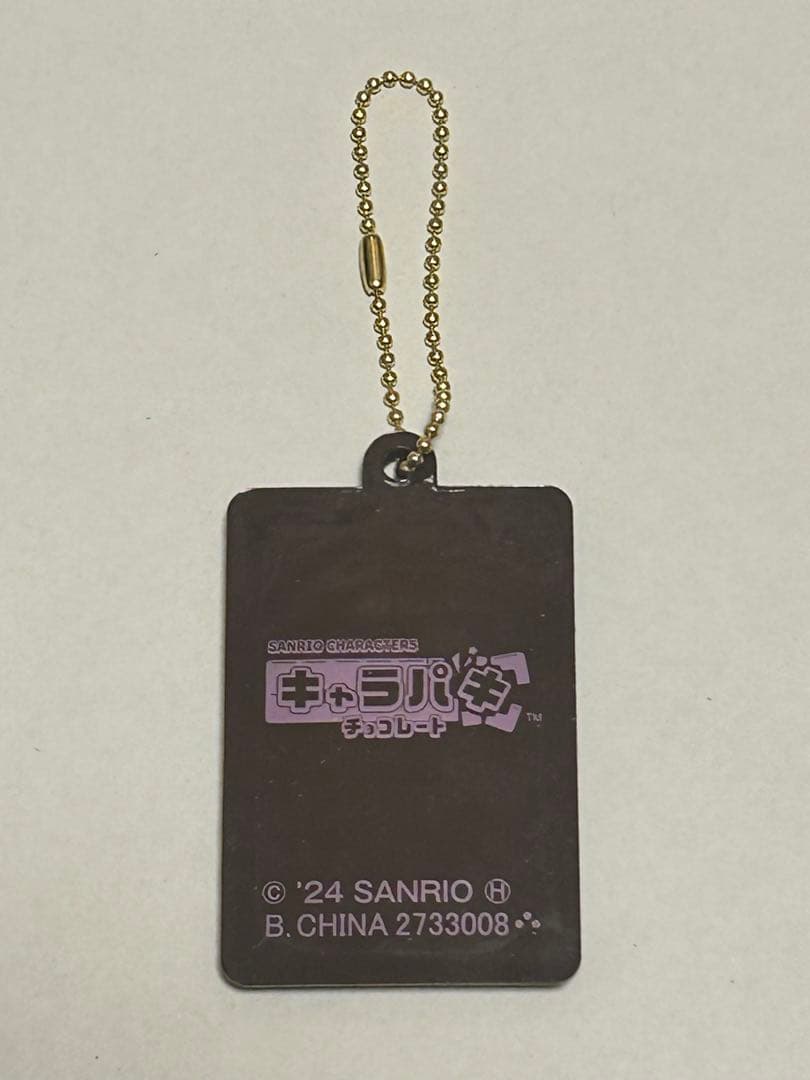 SANRIO CHARACTERS
キャラパキ
チョコレート
TM
© '24 SANRIO Ⓗ
B. CHINA 2733008